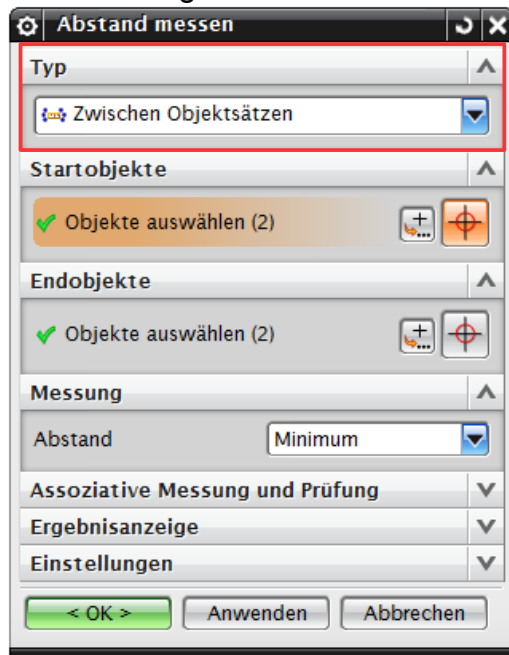 Abstand messen
Typ
Zwischen Objektsätzen
Startobjekte
Objekte auswählen (2)
Endobjekte
Objekte auswählen (2)
Messung
Abstand Minimum
Assoziative Messung und Prüfung
Ergebnisanzeige
Einstellungen
< OK > Anwenden Abbrechen